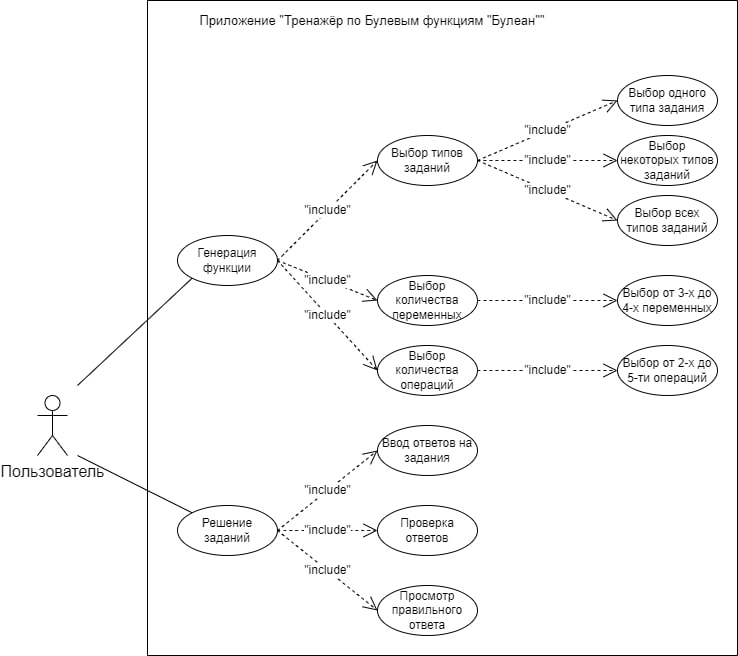 Приложение "Тренажёр по Булевым функциям "Булеан""
Выбор одного
типа задания
"include"
Выбор типов
заданий
"include"
Выбор
некоторых типов
заданий
"include"
Выбор всех
типов заданий
"include"
Генерация
функции
"include"
Выбор
количества
переменных
"include"
Выбор от 3-х до
4-х переменных
"include"
Выбор
количества
операций
"include"
Выбор от 2-х до
5-ти операций
Пользователь
Ввод ответов на
задания
"include"
Решение
заданий
"include"
Проверка
ответов
"include"
Просмотр
правильного
ответа